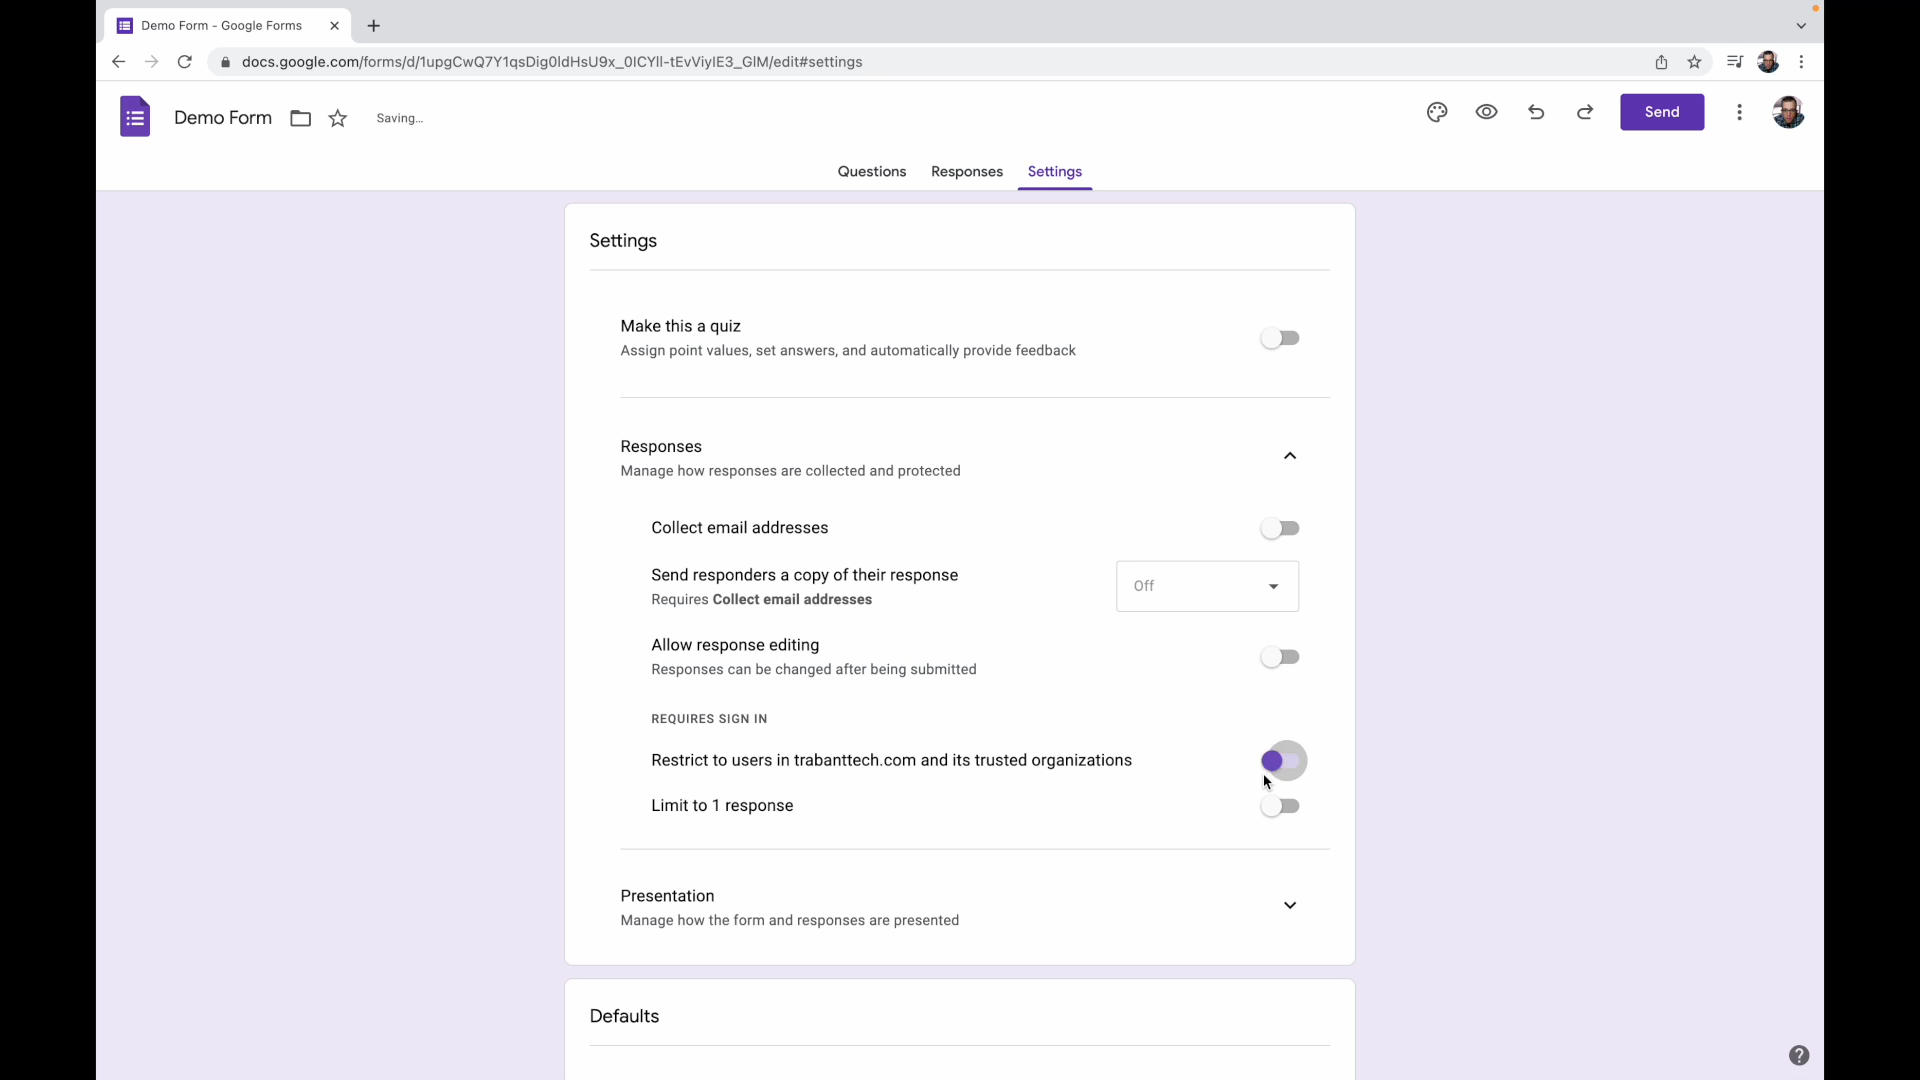 Demo Form - Google Forms
docs.google.com/forms/d/1upgCwQ7Y1qsDig0ldHsU9x_0lCYll-tEvViylE3_GlM/edit#settings
Demo Form
Saving...
Send
Questions
Responses
Settings
Settings
Make this a quiz
Assign point values, set answers, and automatically provide feedback
Responses
Manage how responses are collected and protected
Collect email addresses
Send responders a copy of their response
Requires Collect email addresses
Off
Allow response editing
Responses can be changed after being submitted
REQUIRES SIGN IN
Restrict to users in trabanttech.com and its trusted organizations
Limit to 1 response
Presentation
Manage how the form and responses are presented
Defaults